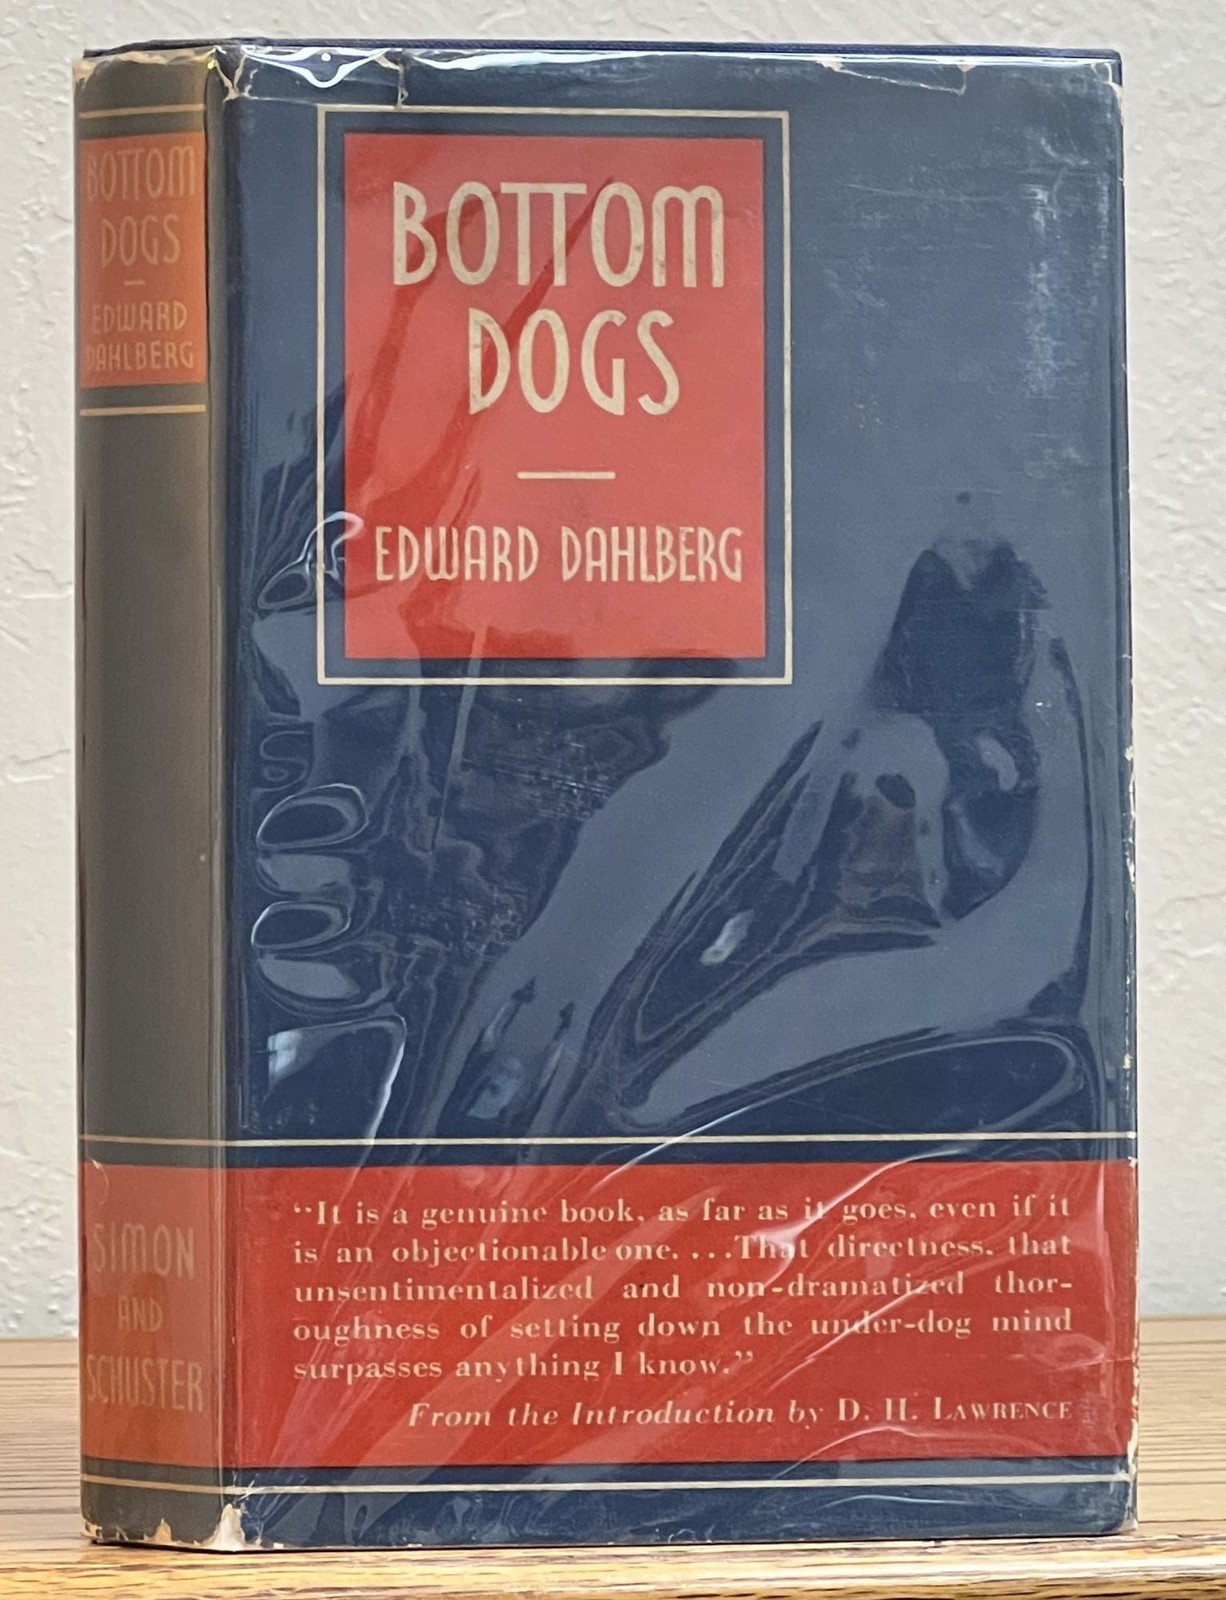 BOTTOM
DOGS
EDWARD
DAHLBERG
SIMON
AND
SCHUSTER
BOTTOM
DOGS
EDWARD DAHLBERG
“It is a genuine book, as far as it goes, even if it
is an objectionable one. . . . That directness, that
unsentimentalized and non-dramatized thor-
oughness of setting down the under-dog mind
surpasses anything I know.”
From the Introduction by D. H. LAWRENCE